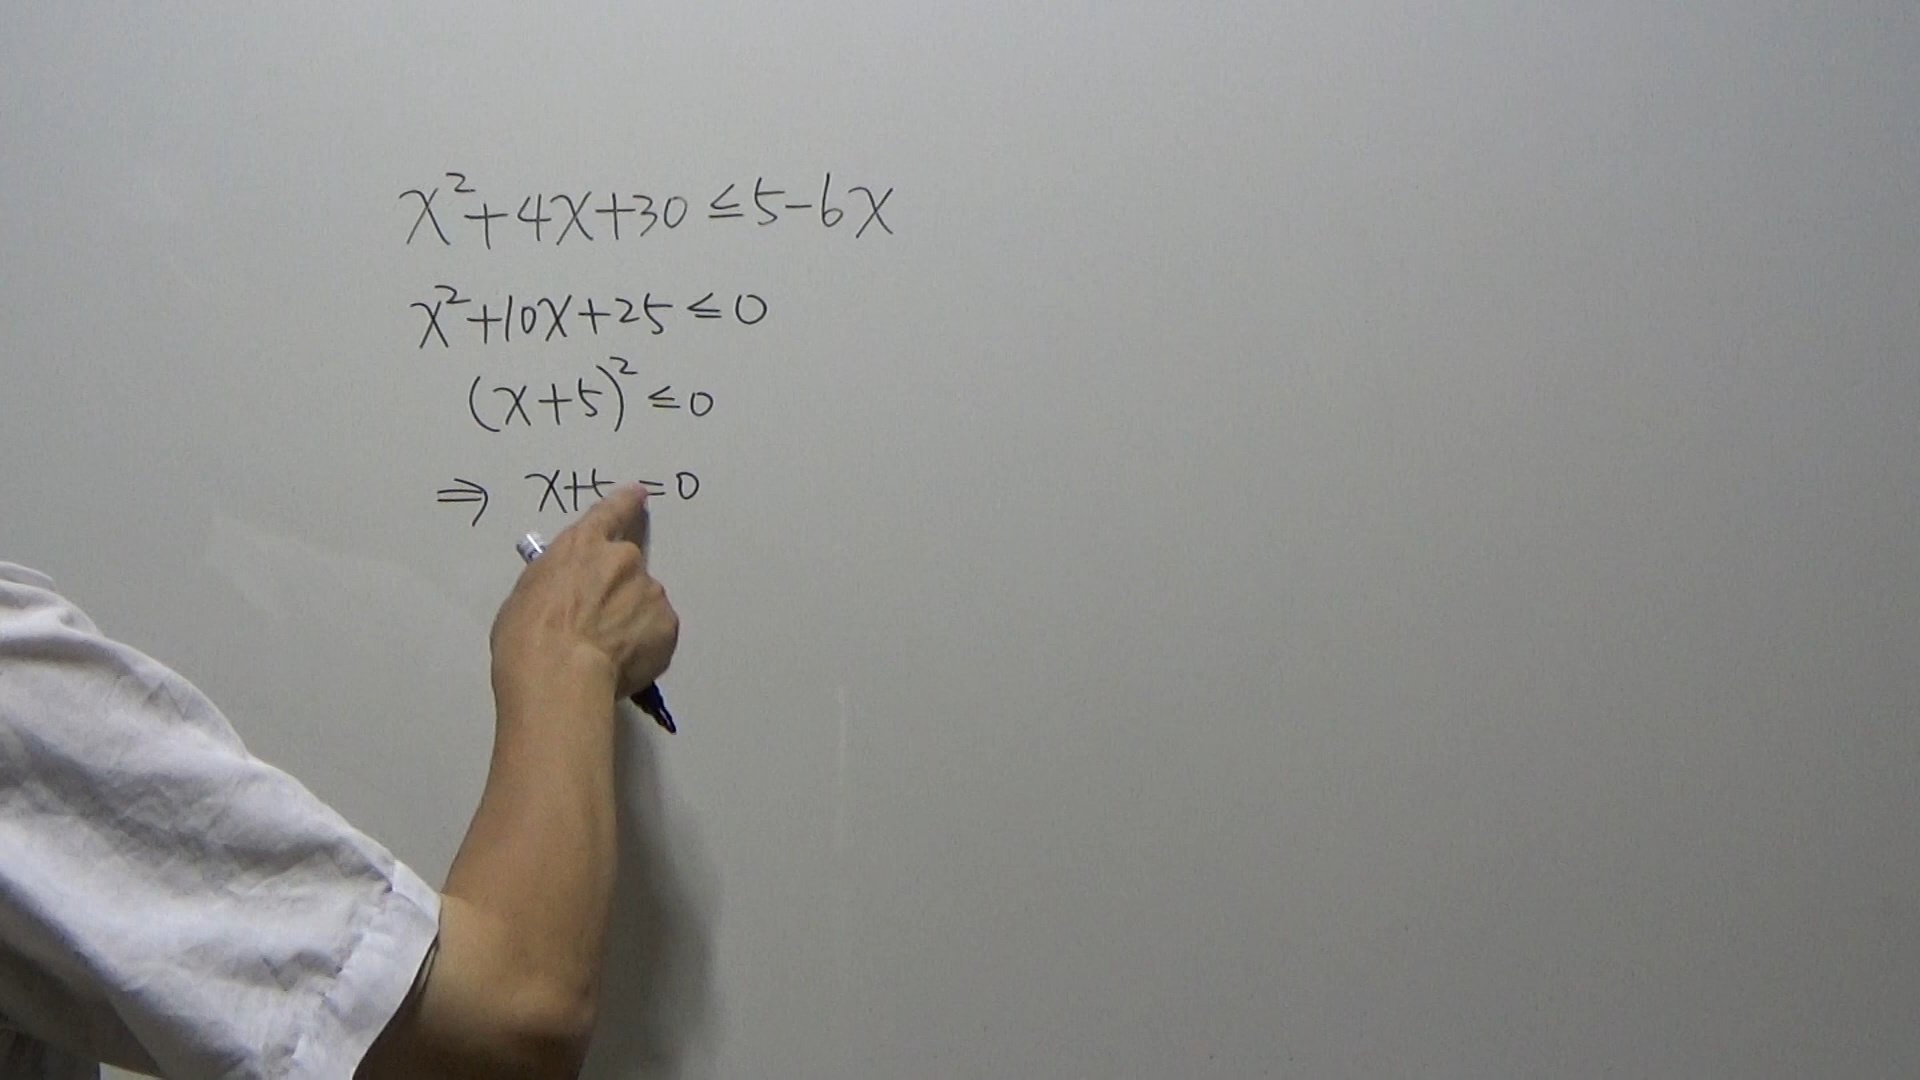 x²+4x+30≤5-6x
x²+10x+25≤0
(x+5)²≤0
⇒ x+5=0